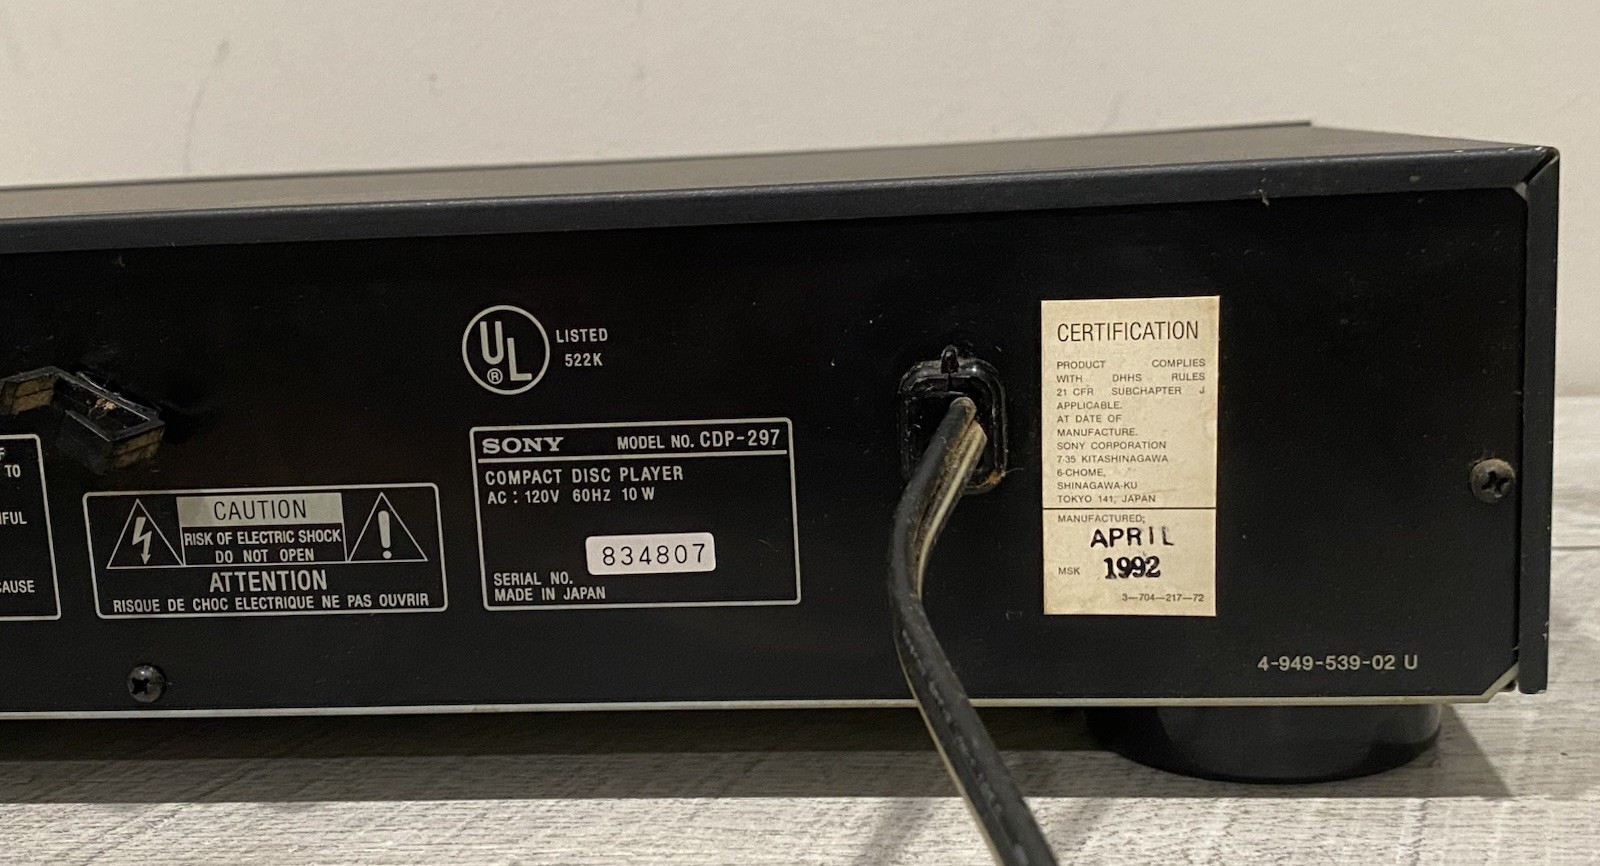 TO
CAUSE
CAUTION
RISK OF ELECTRIC SHOCK
DO NOT OPEN
ATTENTION
RISQUE DE CHOC ELECTRIQUE NE PAS OUVRIR
UL
®
LISTED
522K
SONY MODEL NO. CDP-297
COMPACT DISC PLAYER
AC : 120V 60HZ 10 W
834807
SERIAL NO.
MADE IN JAPAN
CERTIFICATION
PRODUCT COMPLIES
WITH DHHS RULES
21 CFR SUBCHAPTER J
APPLICABLE.
AT DATE OF
MANUFACTURE.
SONY CORPORATION
7-35 KITASHINAGAWA
6-CHOME,
SHINAGAWA-KU
TOKYO 141, JAPAN
MANUFACTURED;
APRIL
MSK 1992
3-704-217-72
4-949-539-02 U